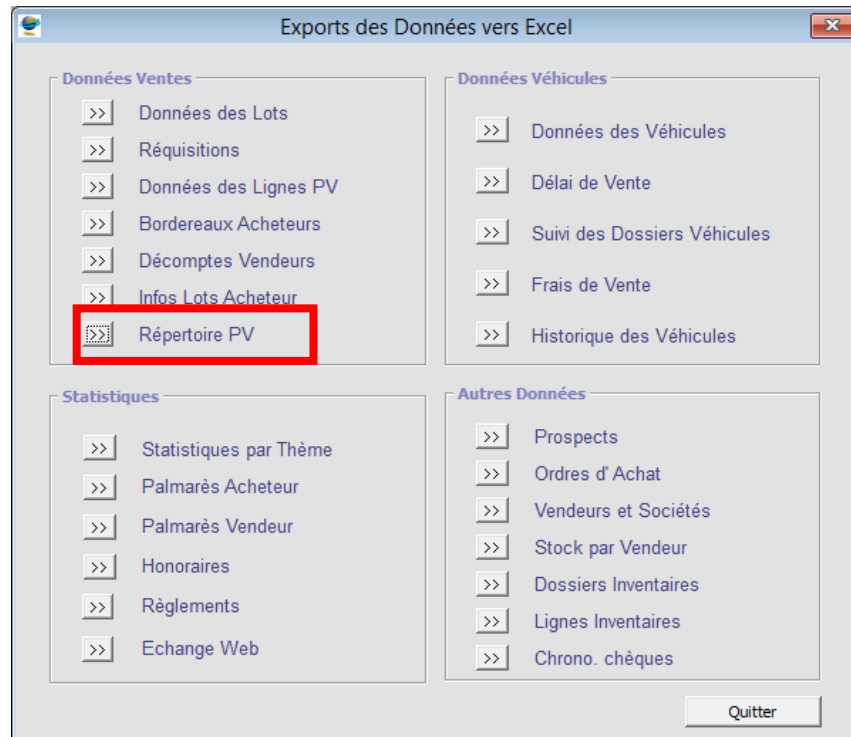 Exports des Données vers Excel
Données Ventes
>> Données des Lots
>> Réquisitions
>> Données des Lignes PV
>> Bordereaux Acheteurs
>> Décomptes Vendeurs
>> Infos Lots Acheteur
>> Répertoire PV
Données Véhicules
>> Données des Véhicules
>> Délai de Vente
>> Suivi des Dossiers Véhicules
>> Frais de Vente
>> Historique des Véhicules
Statistiques
>> Statistiques par Thème
>> Palmarès Acheteur
>> Palmarès Vendeur
>> Honoraires
>> Règlements
>> Echange Web
Autres Données
>> Prospects
>> Ordres d' Achat
>> Vendeurs et Sociétés
>> Stock par Vendeur
>> Dossiers Inventaires
>> Lignes Inventaires
>> Chrono. chèques
Quitter